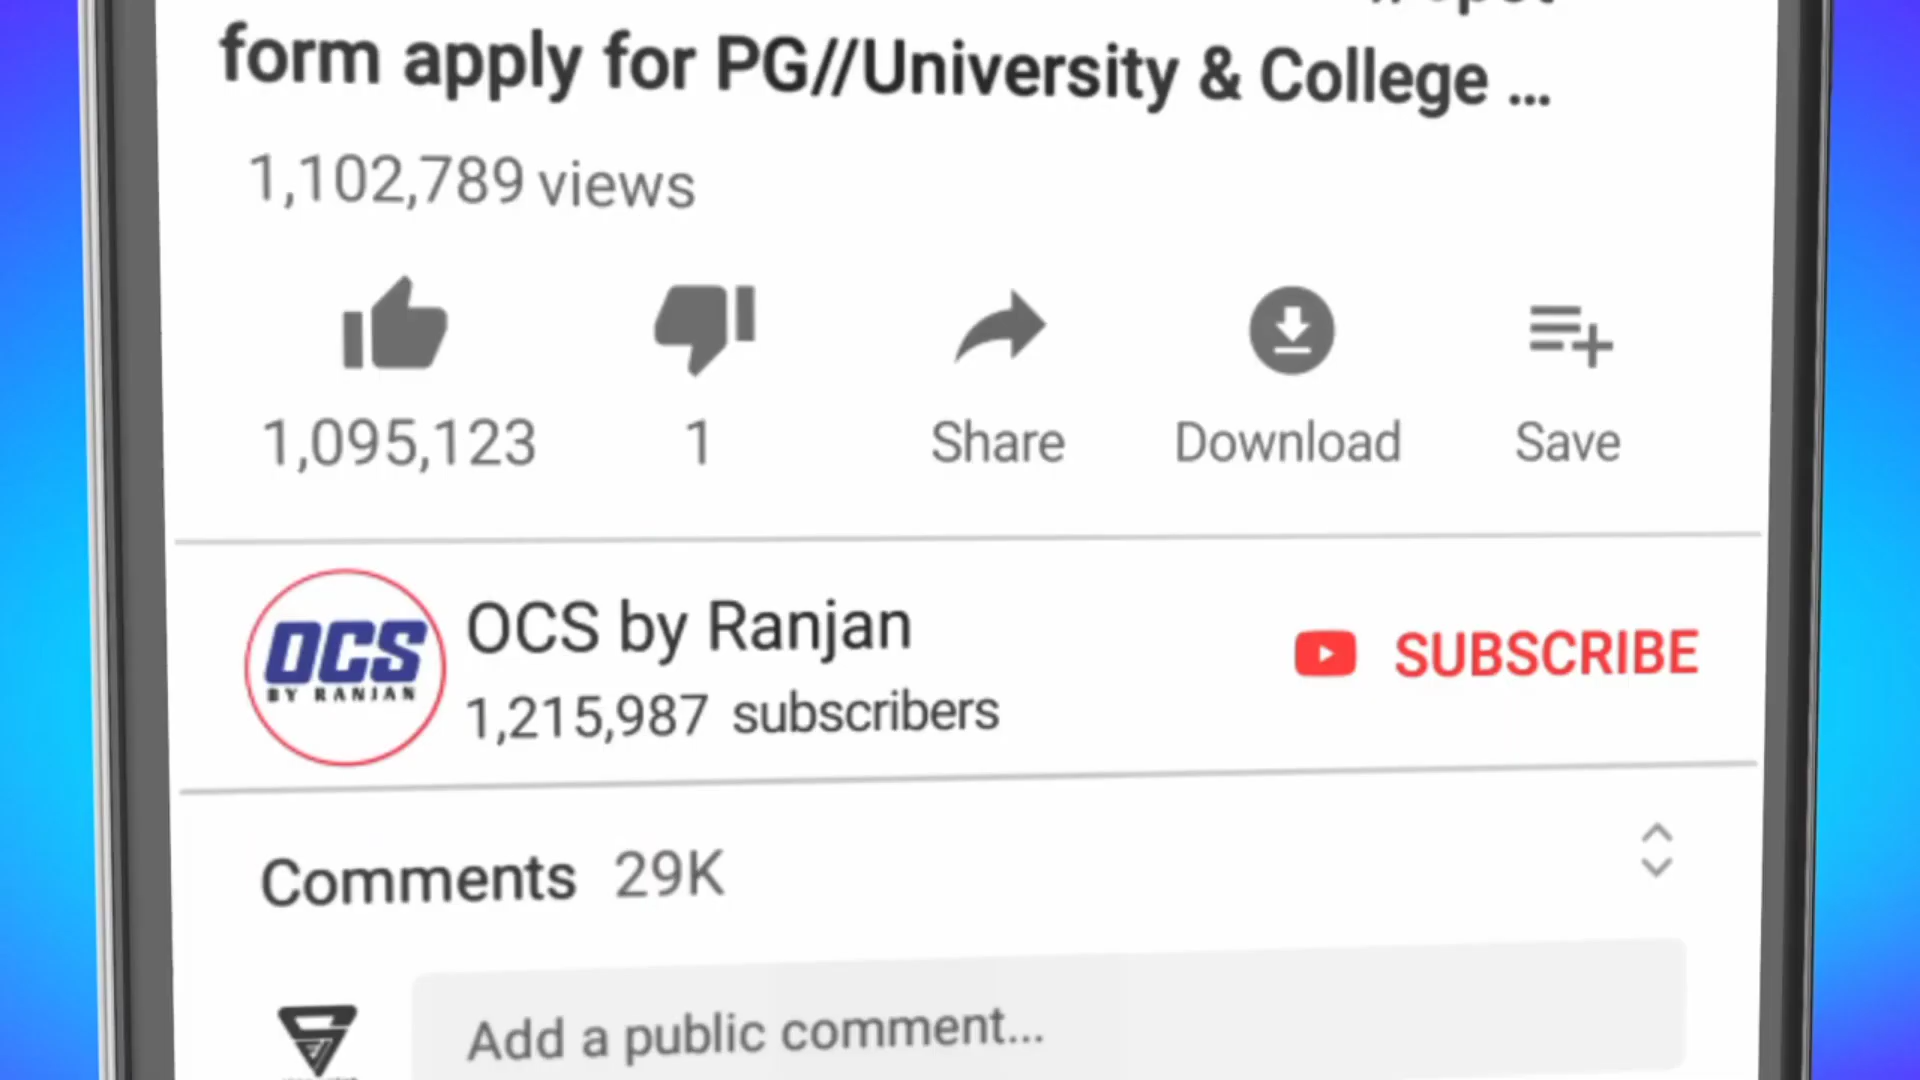 form apply for PG//University & College ...
1,102,789 views
1,095,123
1
Share
Download
Save
OCS
BY RANJAN
OCS by Ranjan
1,215,987 subscribers
SUBSCRIBE
Comments 29K
Add a public comment...